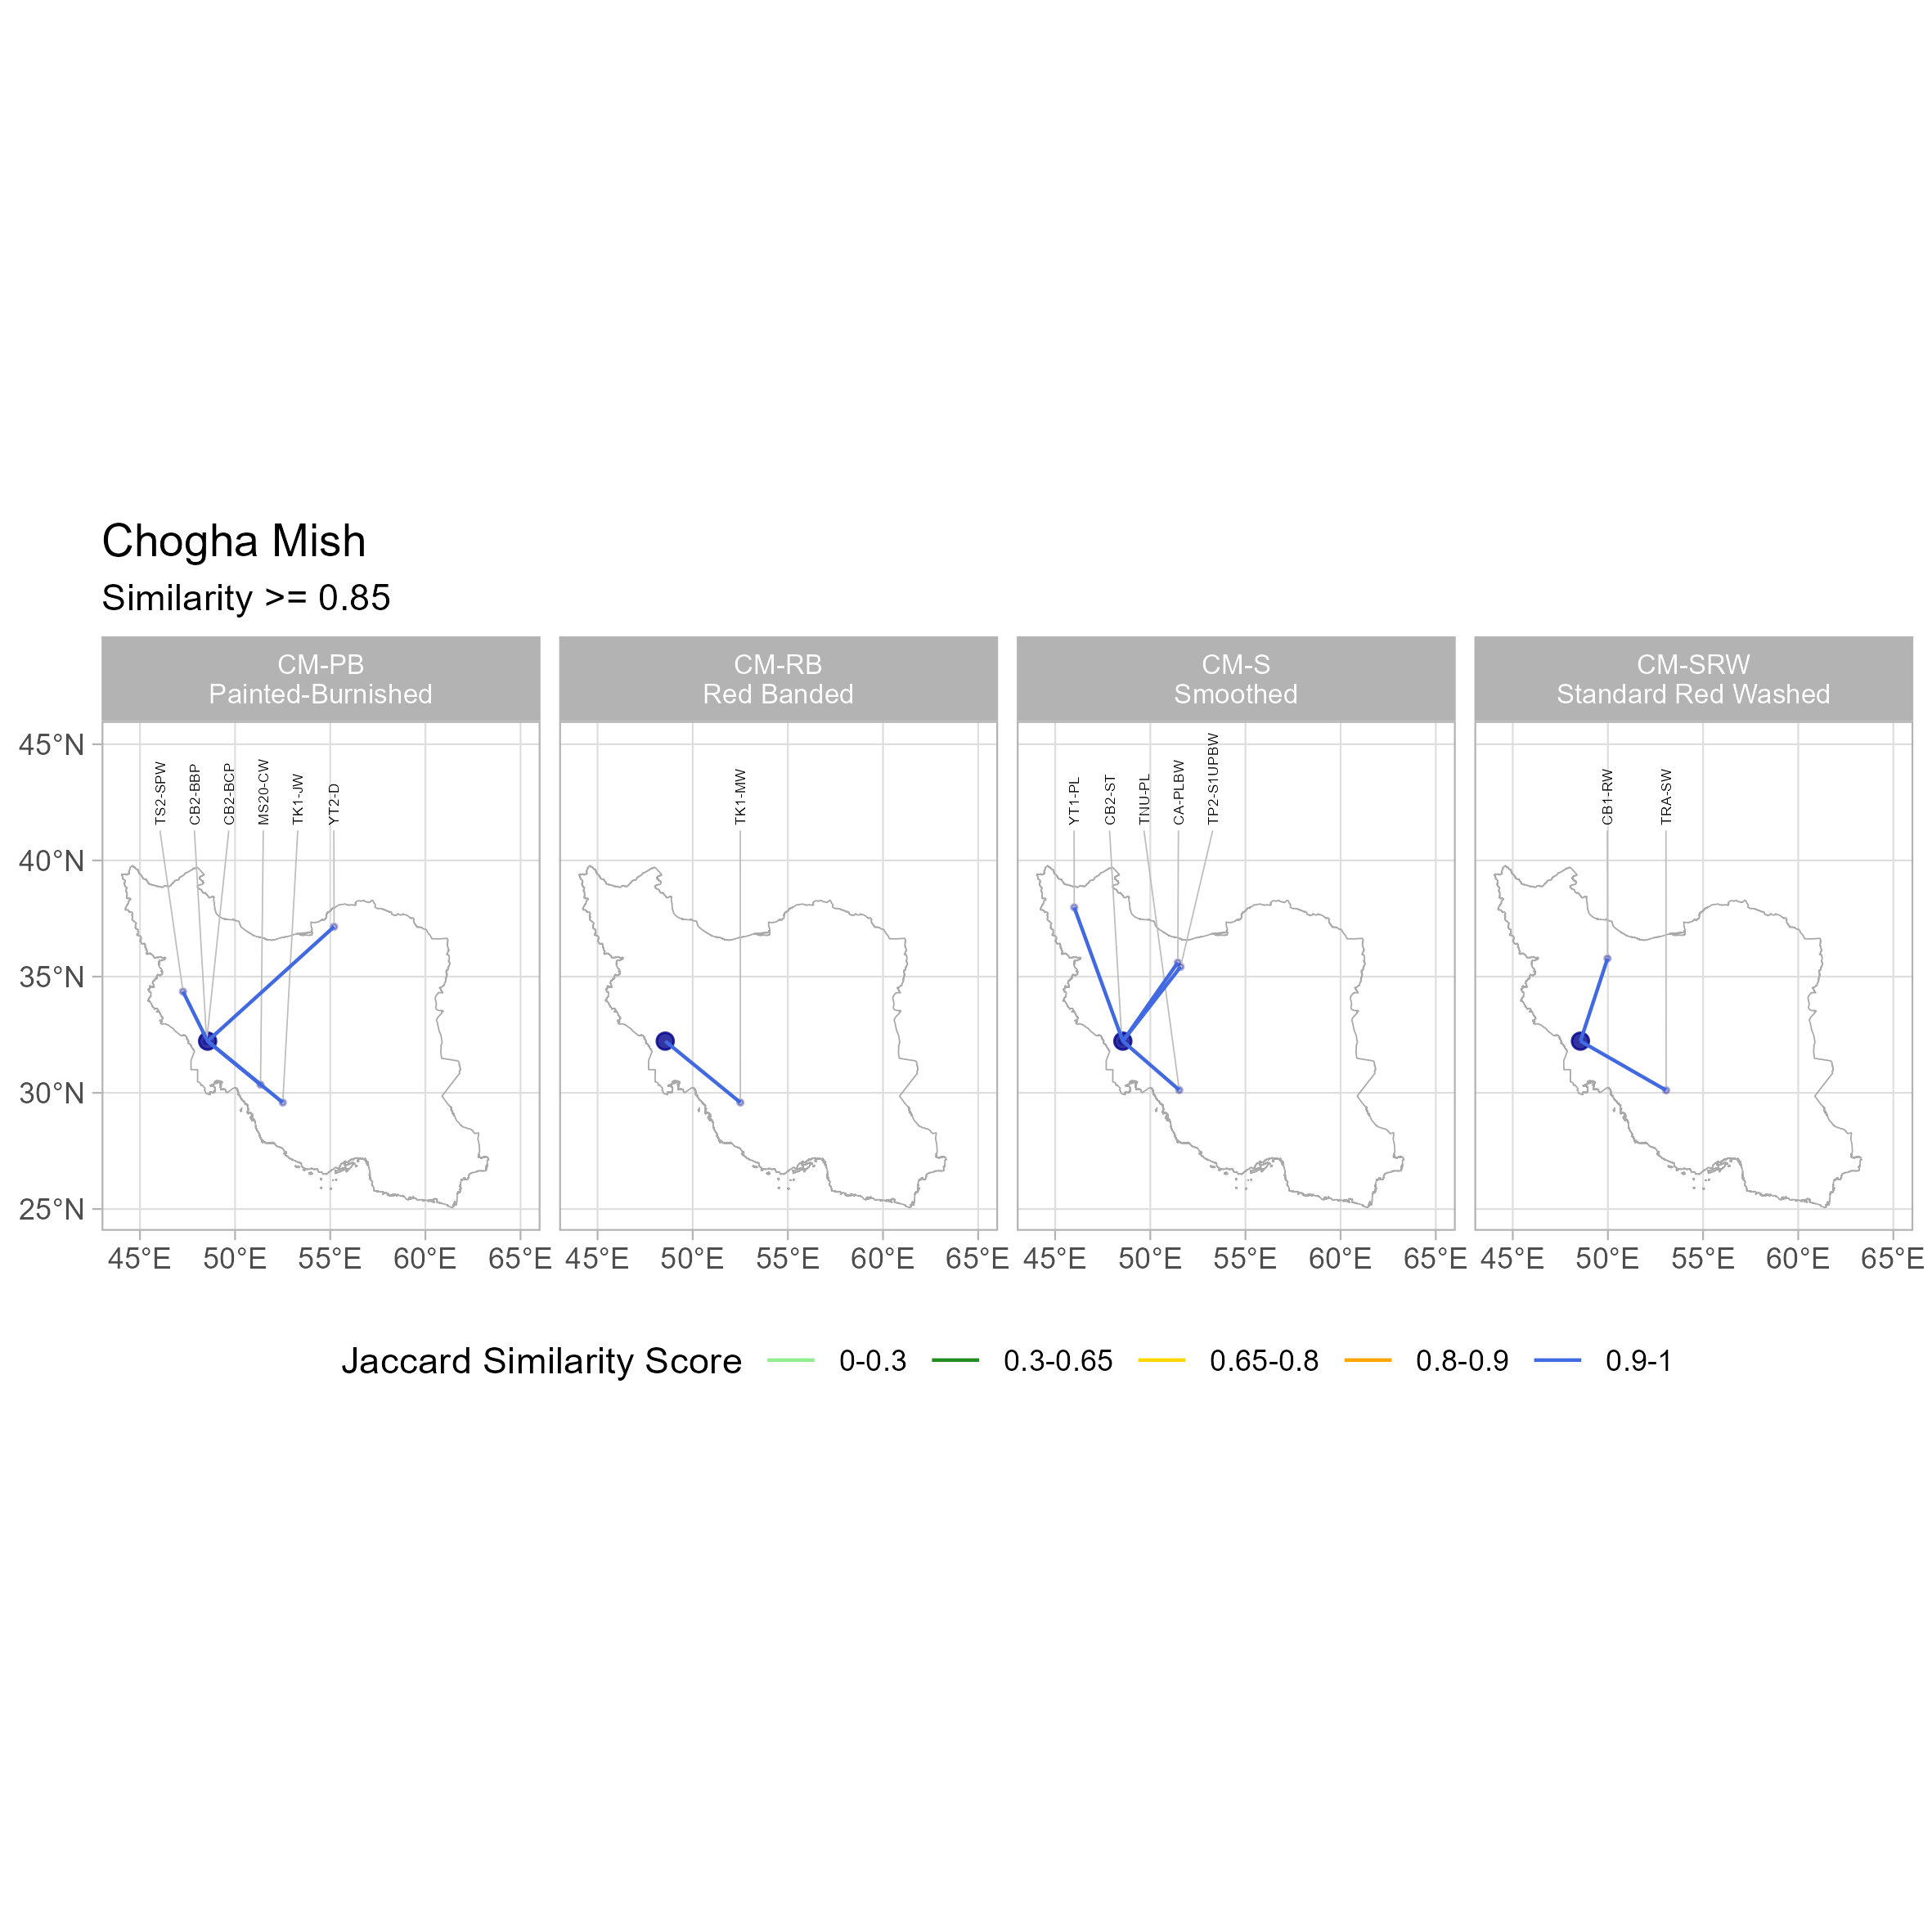 Chogha Mish
Similarity >= 0.85
CM-PB
Painted-Burnished
CM-RB
Red Banded
CM-S
Smoothed
CM-SRW
Standard Red Washed
45°N
40°N
35°N
30°N
25°N
TS2-SPW
CB2-BBP
CB2-BCP
MS20-CW
TK1-JW
YT2-D
TK1-MW
YT1-PL
CB2-ST
TNU-PL
CA-PLBW
TP2-S1UPBW
CB1-RW
TRA-SW
45°E 50°E 55°E 60°E 65°E 45°E 50°E 55°E 60°E 65°E 45°E 50°E 55°E 60°E 65°E 45°E 50°E 55°E 60°E 65°E
Jaccard Similarity Score 0-0.3 0.3-0.65 0.65-0.8 0.8-0.9 0.9-1